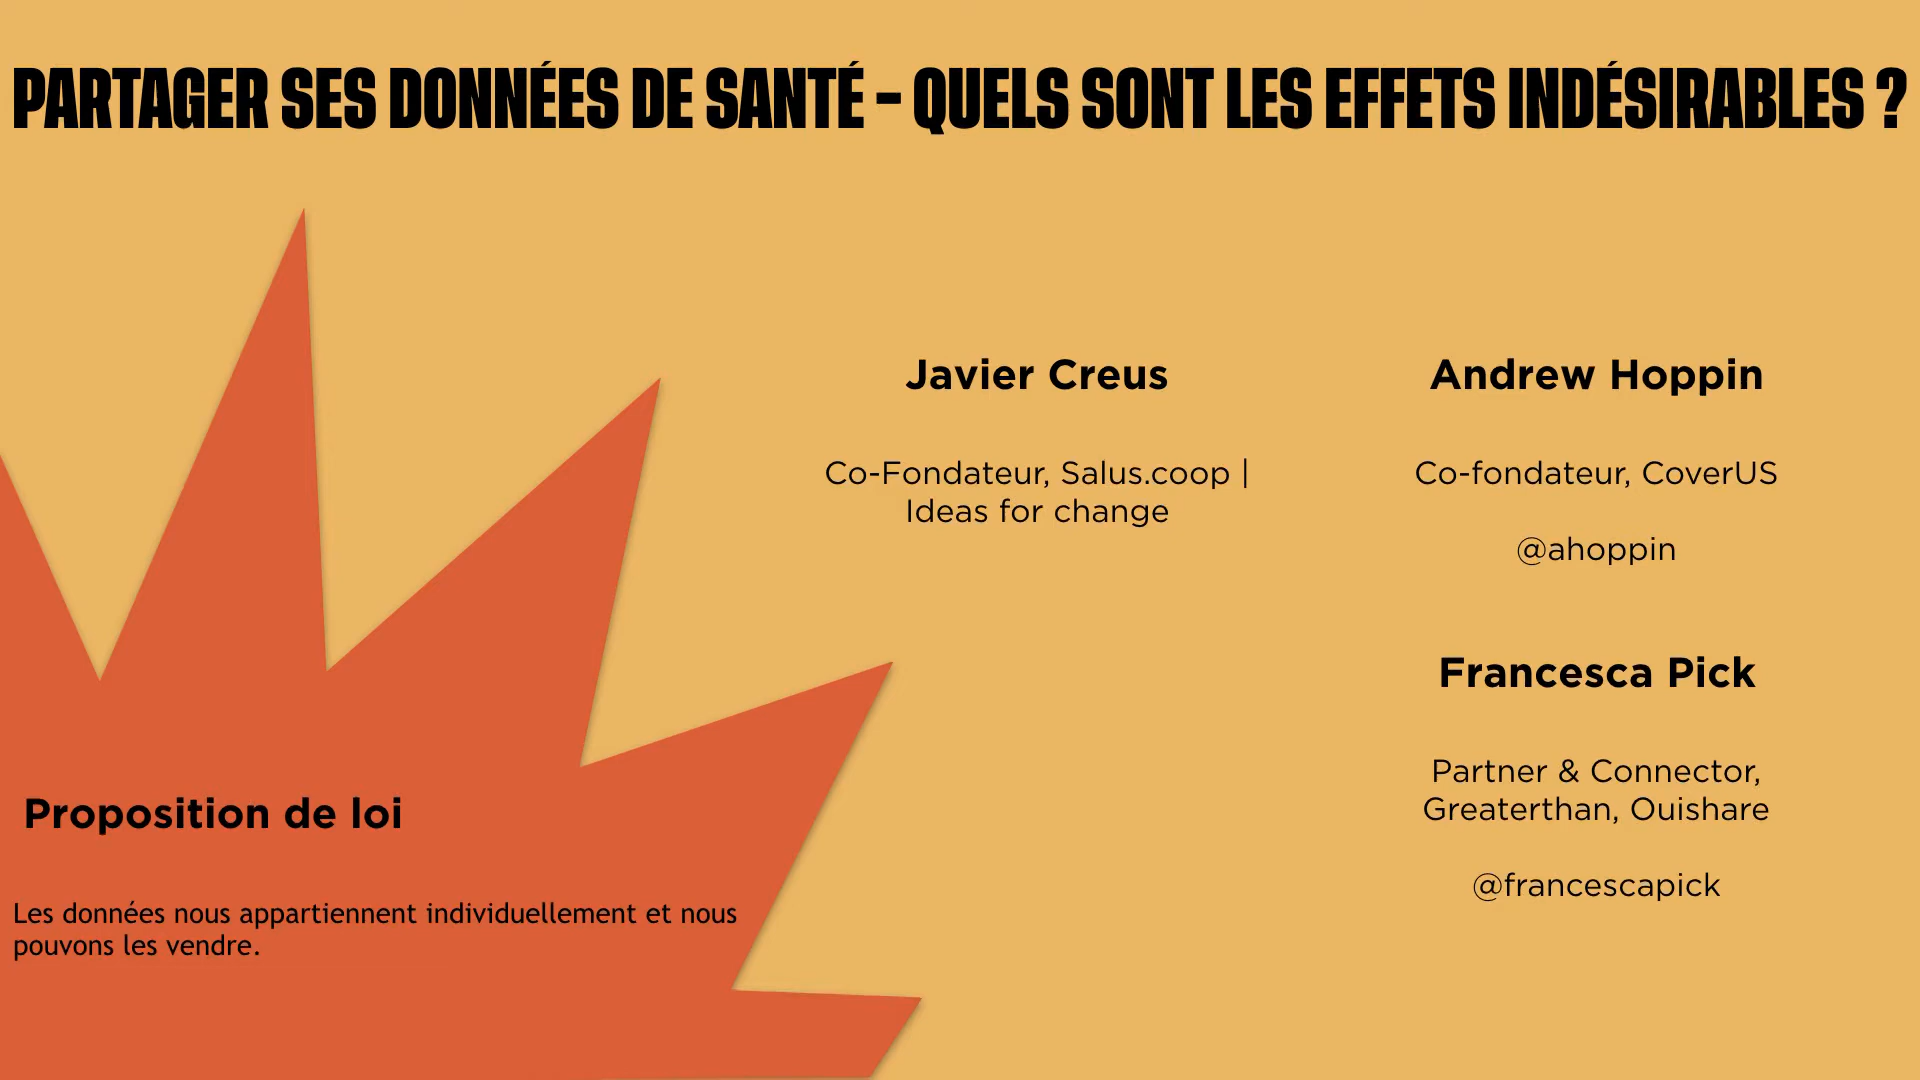 PARTAGER SES DONNÉES DE SANTÉ – QUELS SONT LES EFFETS INDÉSIRABLES ?
Javier Creus
Co-Fondateur, Salus.coop |
Ideas for change
Andrew Hoppin
Co-fondateur, CoverUS
@ahoppin
Francesca Pick
Partner & Connector,
Greaterthan, Ouishare
@francescapick
Proposition de loi
Les données nous appartiennent individuellement et nous
pouvons les vendre.